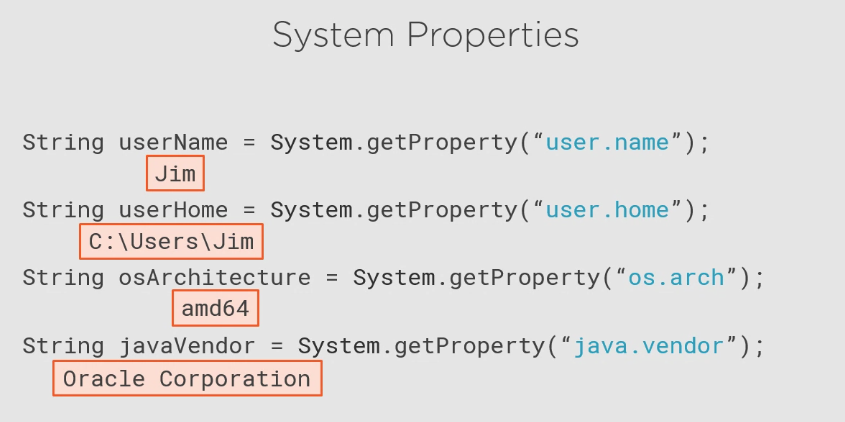 System Properties
String userName = System.getProperty(“user.name”);
Jim
String userHome = System.getProperty(“user.home”);
C:\Users\Jim
String osArchitecture = System.getProperty(“os.arch”);
amd64
String javaVendor = System.getProperty(“java.vendor”);
Oracle Corporation